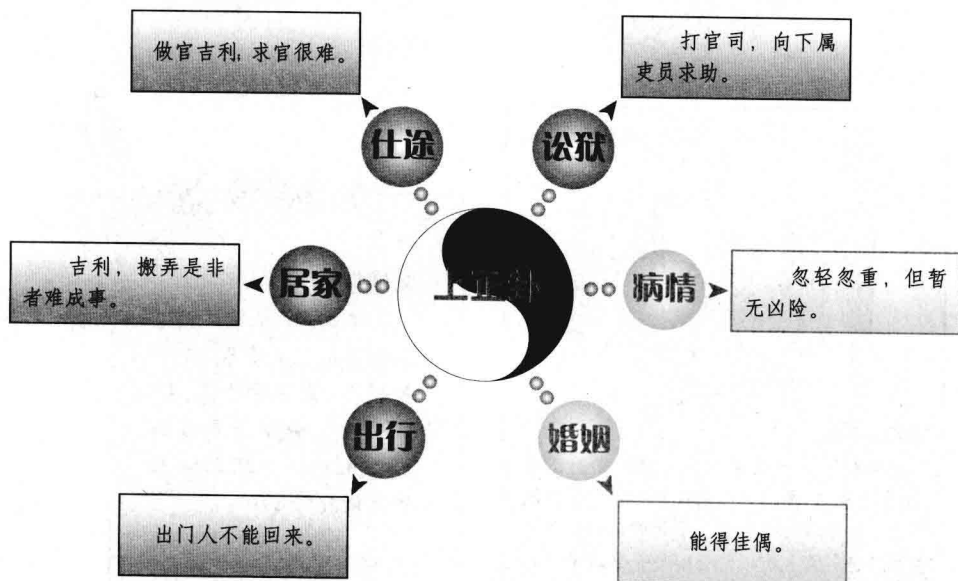 做官吉利；求官很难。
打官司，向下属
吏员求助。
仕途
讼狱
吉利，搬弄是非
者难成事。
居家
上正卦
病情
忽轻忽重，但暂
无凶险。
出行
婚姻
出门人不能回来。
能得佳偶。